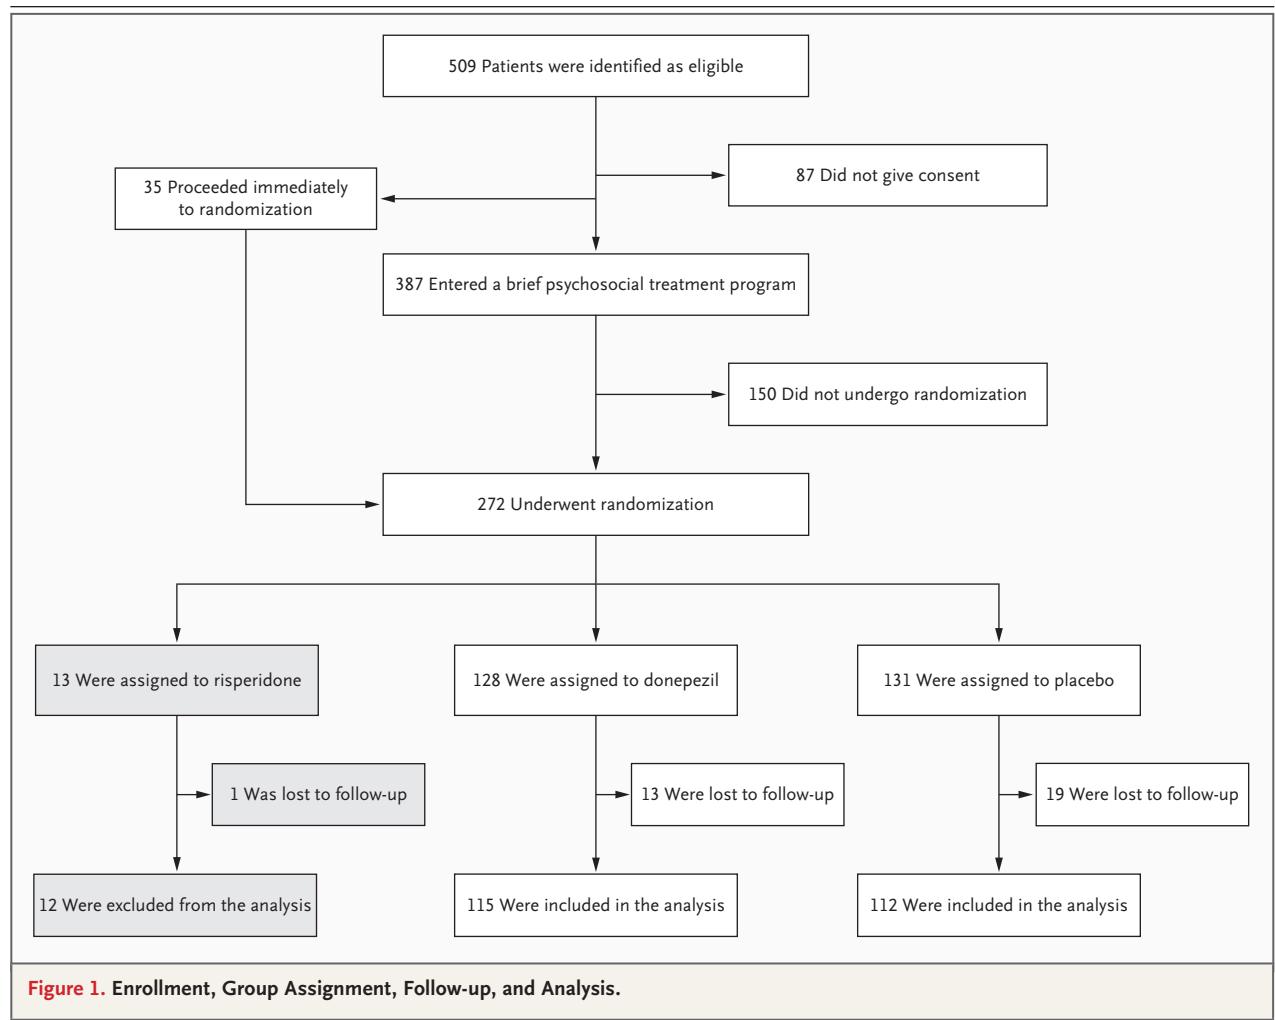 509 Patients were identified as eligible
87 Did not give consent
35 Proceeded immediately
to randomization
387 Entered a brief psychosocial treatment program
150 Did not undergo randomization
272 Underwent randomization
13 Were assigned to risperidone
128 Were assigned to donepezil
131 Were assigned to placebo
1 Was lost to follow-up
13 Were lost to follow-up
19 Were lost to follow-up
12 Were excluded from the analysis
115 Were included in the analysis
112 Were included in the analysis
Figure 1. Enrollment, Group Assignment, Follow-up, and Analysis.